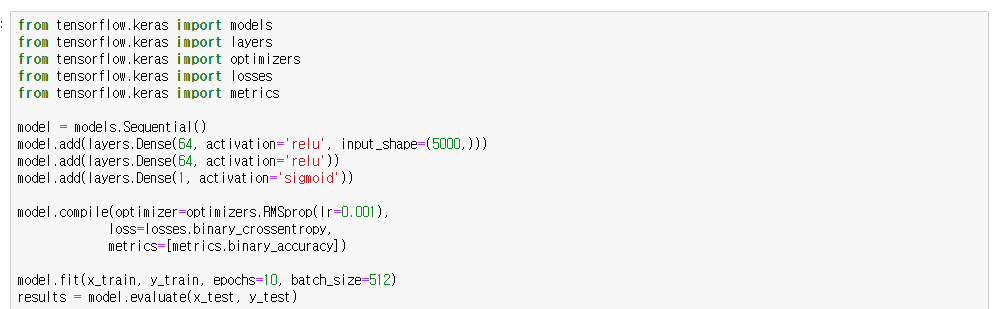 :
from tensorflow.keras import models
from tensorflow.keras import layers
from tensorflow.keras import optimizers
from tensorflow.keras import losses
from tensorflow.keras import metrics

model = models.Sequential()
model.add(layers.Dense(64, activation='relu', input_shape=(5000,)))
model.add(layers.Dense(64, activation='relu'))
model.add(layers.Dense(1, activation='sigmoid'))

model.compile(optimizer=optimizers.RMSprop(lr=0.001),
              loss=losses.binary_crossentropy,
              metrics=[metrics.binary_accuracy])

model.fit(x_train, y_train, epochs=10, batch_size=512)
results = model.evaluate(x_test, y_test)